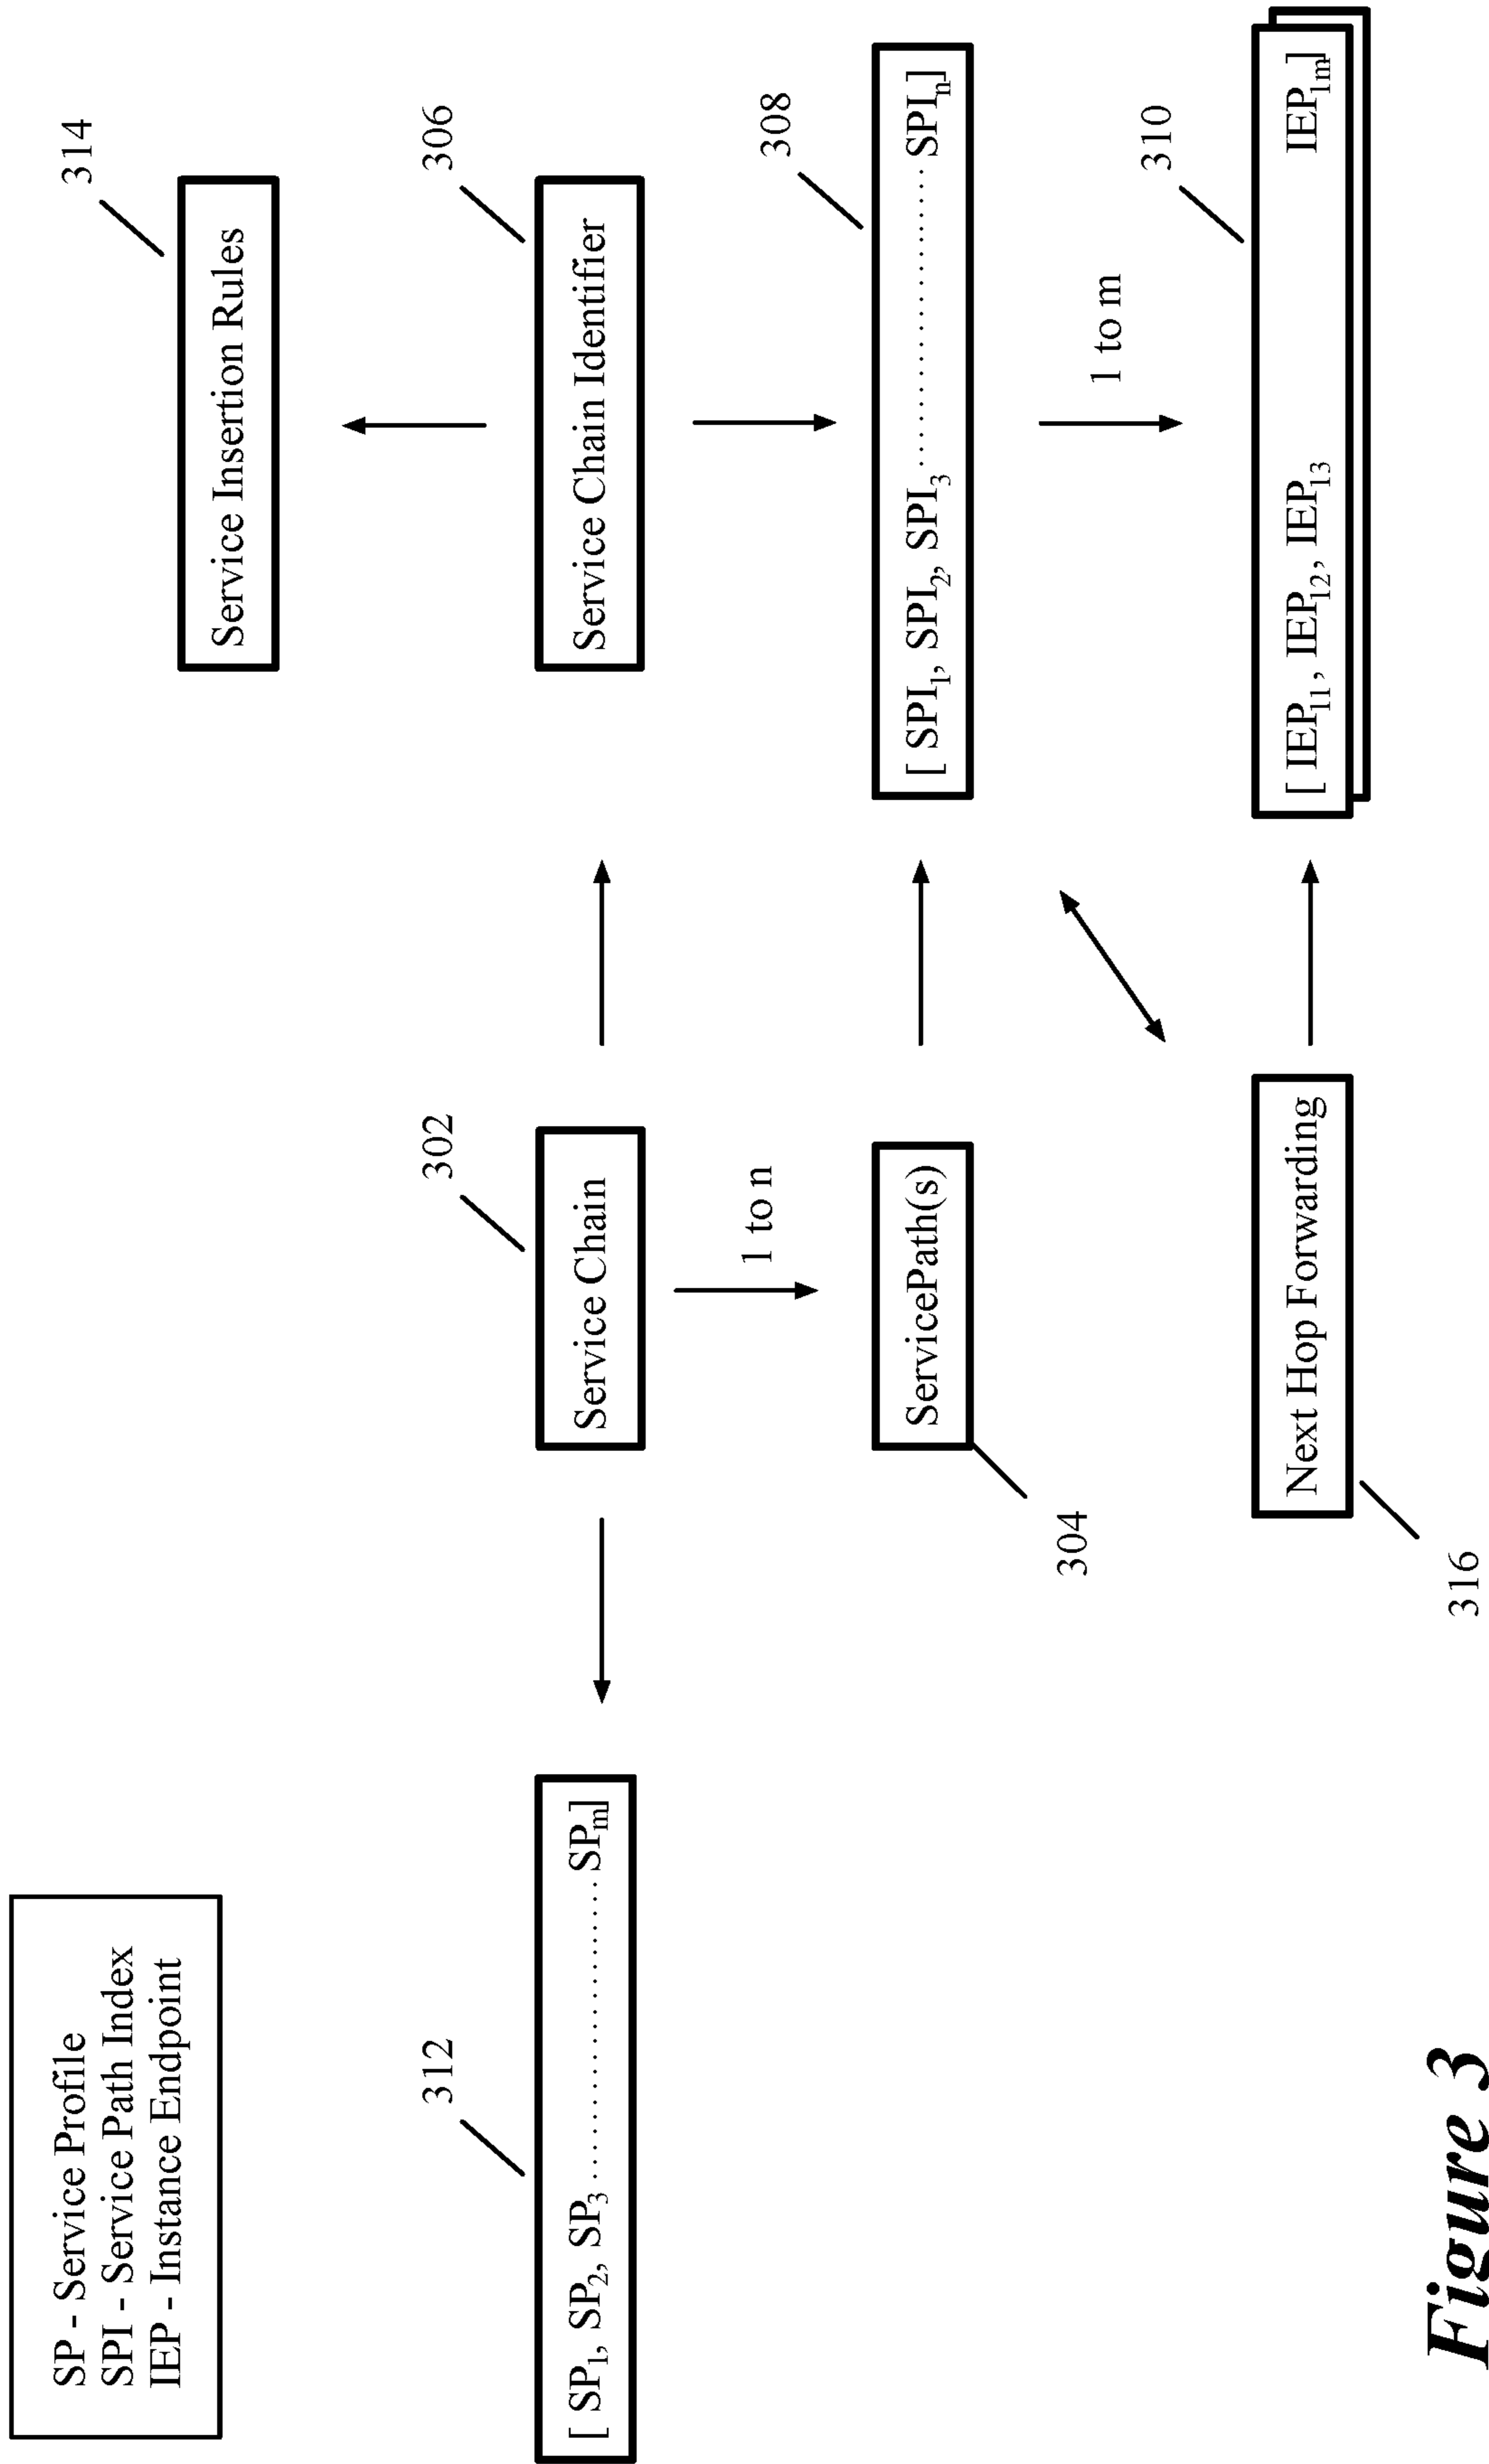 SP - Service Profile
SPI - Service Path Index
IEP - Instance Endpoint
314
Service Insertion Rules
312
302
306
[ SP1, SP2, SP3 ........................ SPm]
Service Chain
Service Chain Identifier
1 to n
308
ServicePath(s)
[ SPI1, SPI2, SPI3 ........................ SPIn]
304
1 to m
310
Next Hop Forwarding
[ IEP11, IEP12, IEP13 IEP1m]
316
Figure 3